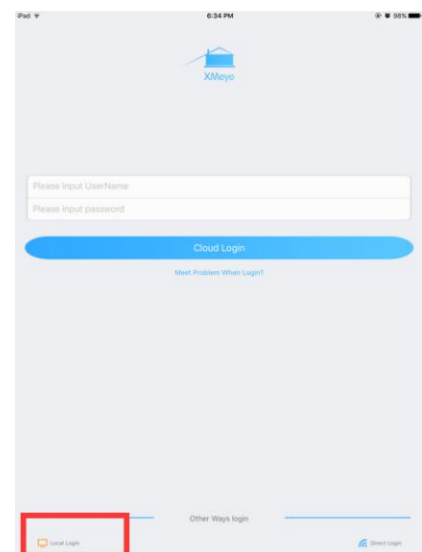 iPad 6:34 PM 98%
XMeye
Please input UserName
Please input password
Cloud Login
Meet Problem When Login?
Other Ways login
Local Login Direct Login